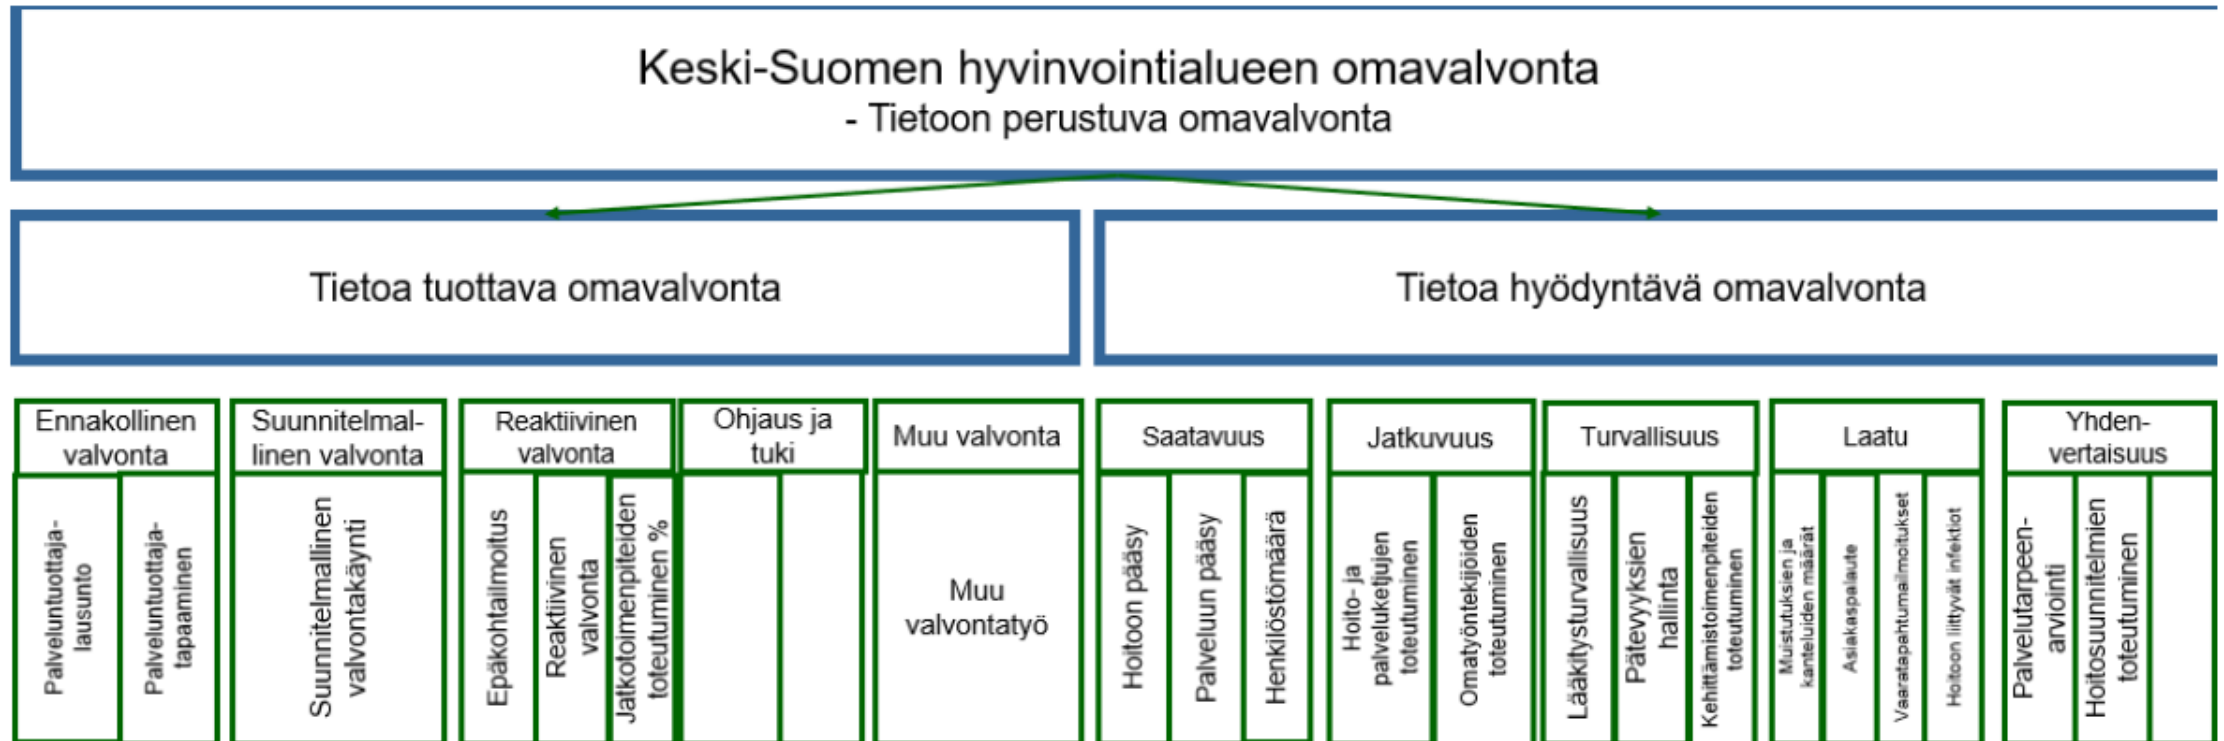 Keski-Suomen hyvinvointialueen omavalvonta
- Tietoon perustuva omavalvonta
Tietoa tuottava omavalvonta
Tietoa hyödyntävä omavalvonta
Ennakollinen
valvonta
Palveluntuottaja-
lausunto
Palveluntuottaja-
tapaaminen
Suunnitelmal-
linen valvonta
Suunnitelmallinen
valvontakäynti
Reaktiivinen
valvonta
Epäkohtailmoitus
Reaktiivinen
valvonta
Jatkotoimenpiteiden
toteutuminen %
Ohjaus ja
tuki
Muu valvonta
Muu
valvontatyö
Saatavuus
Hoitoon pääsy
Palveluun pääsy
Henkilöstömäärä
Jatkuvuus
Hoito- ja
palveluketjujen
toteutuminen
Omatyöntekijöiden
toteutuminen
Turvallisuus
Lääkitysturvallisuus
Pätevyyksien
hallinta
Kehittämistoimenpiteiden
toteutuminen
Laatu
Muistutuksien ja
kanteluiden määrät
Asiakaspalaute
Vaaratapahtumailmoitukset
Hoitoon liittyvät infektiot
Yhden-
vertaisuus
Palvelutarpeen-
arviointi
Hoitosuunnitelmien
toteutuminen